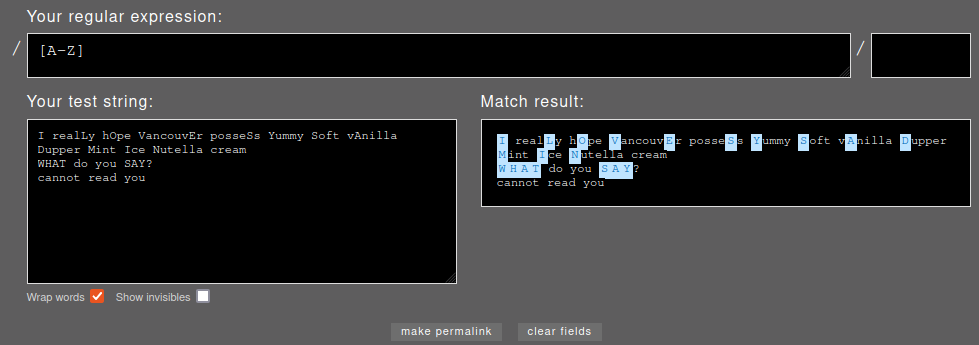 Your regular expression:
/ [A-Z] /
Your test string:
I realLy hOpe VancouvEr posseSs Yummy Soft vAnilla
Dupper Mint Ice Nutella cream
WHAT do you SAY?
cannot read you
Wrap words Show invisibles
Match result:
I realLy hOpe VancouvEr posseSs Yummy Soft vAnilla Dupper
Mint Ice Nutella cream
WHAT do you SAY?
cannot read you
make permalink clear fields